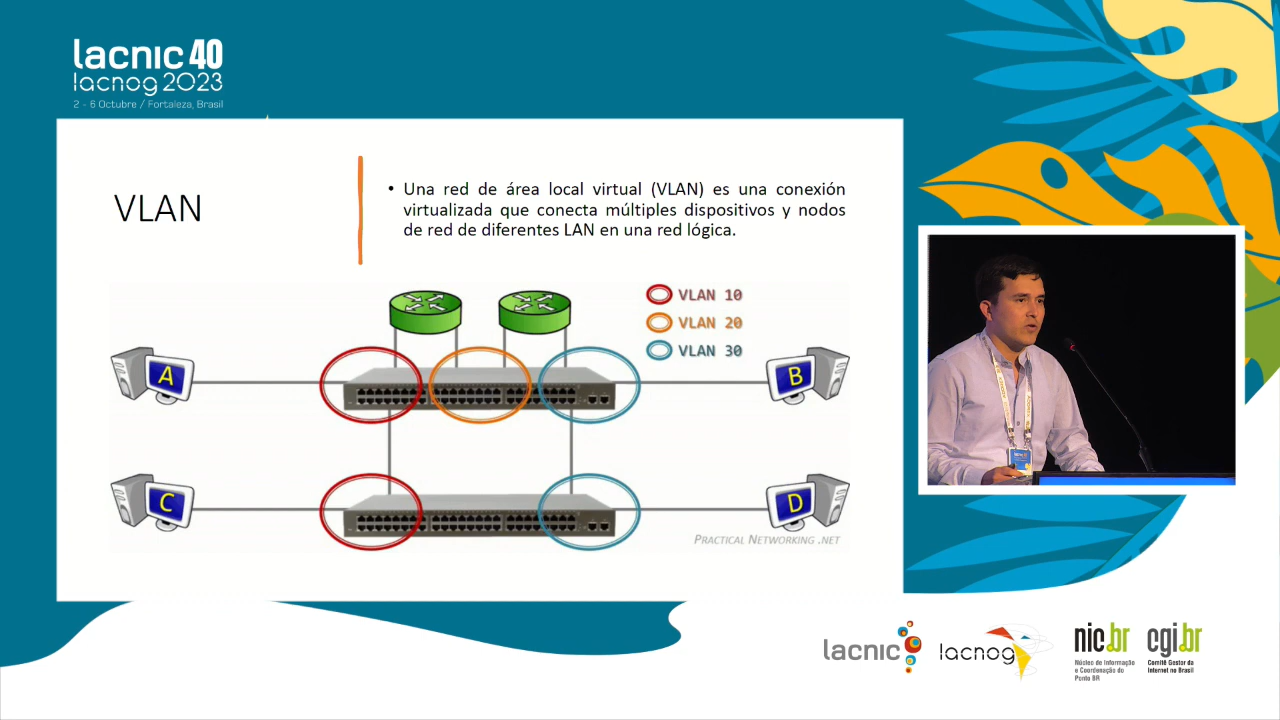 lacnic 40
lacnog 2023
2 - 6 Octubre / Fortaleza, Brasil
VLAN
• Una red de área local virtual (VLAN) es una conexión
virtualizada que conecta múltiples dispositivos y nodos
de red de diferentes LAN en una red lógica.
VLAN 10
VLAN 20
VLAN 30
A
B
C
D
PRACTICAL NETWORKING .NET
lacnic 40
lacnic
lacnog
nic.br
Núcleo de Informação
e Coordenação do
Ponto BR
cgi.br
Comitê Gestor da
Internet no Brasil